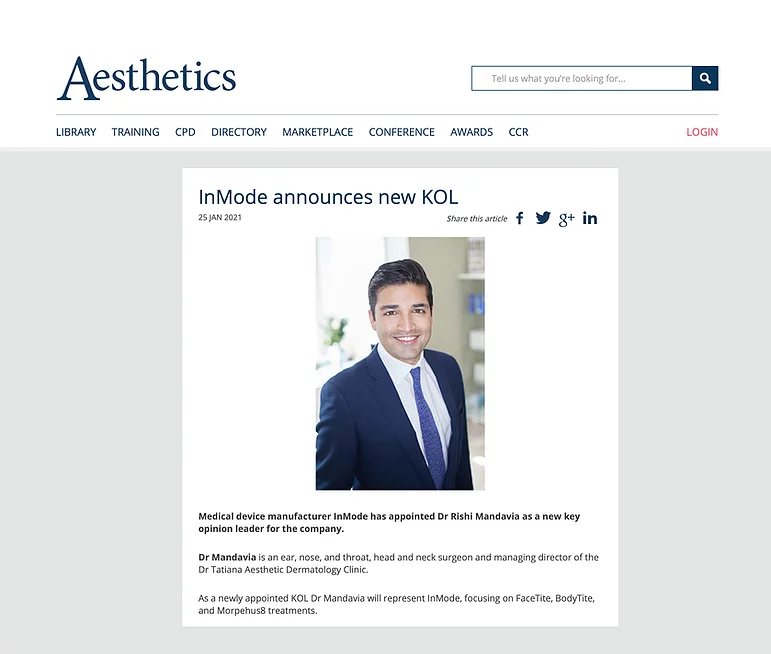 Aesthetics
Tell us what you're looking for...
LIBRARY TRAINING CPD DIRECTORY MARKETPLACE CONFERENCE AWARDS CCR LOGIN
InMode announces new KOL
25 JAN 2021 Share this article f g+ in
Medical device manufacturer InMode has appointed Dr Rishi Mandavia as a new key
opinion leader for the company.
Dr Mandavia is an ear, nose, and throat, head and neck surgeon and managing director of the
Dr Tatiana Aesthetic Dermatology Clinic.
As a newly appointed KOL Dr Mandavia will represent InMode, focusing on FaceTite, BodyTite,
and Morpehus8 treatments.